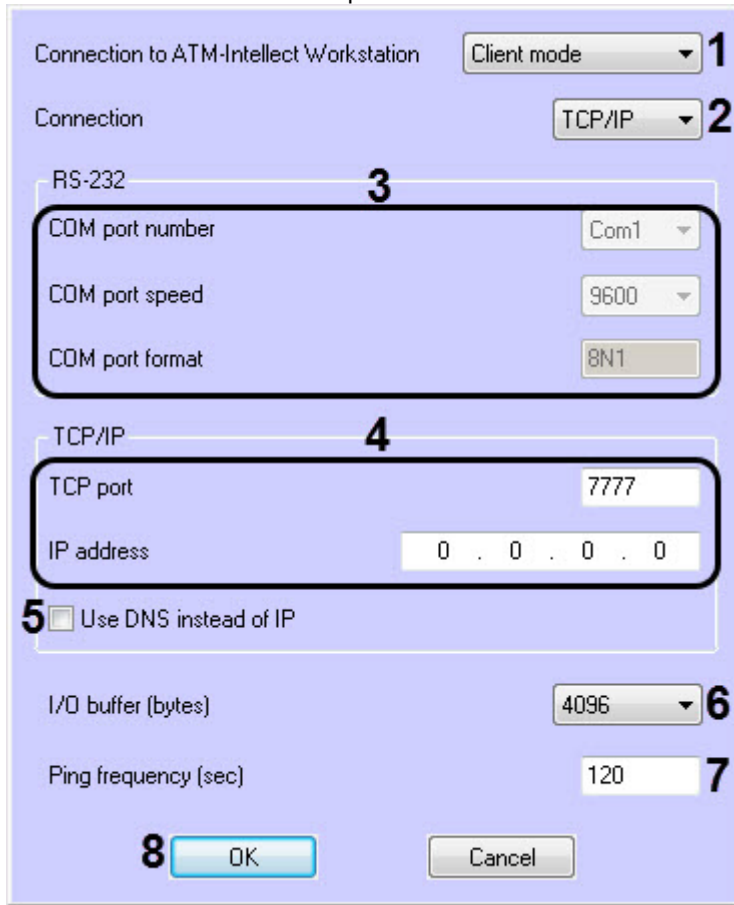 Connection to ATM-Intellect Workstation Client mode 1
Connection TCP/IP 2
RS-232 3
COM port number Com1
COM port speed 9600
COM port format 8N1
TCP/IP 4
TCP port 7777
IP address 0 . 0 . 0 . 0
5 Use DNS instead of IP
I/O buffer (bytes) 4096 6
Ping frequency (sec) 120 7
8 OK Cancel